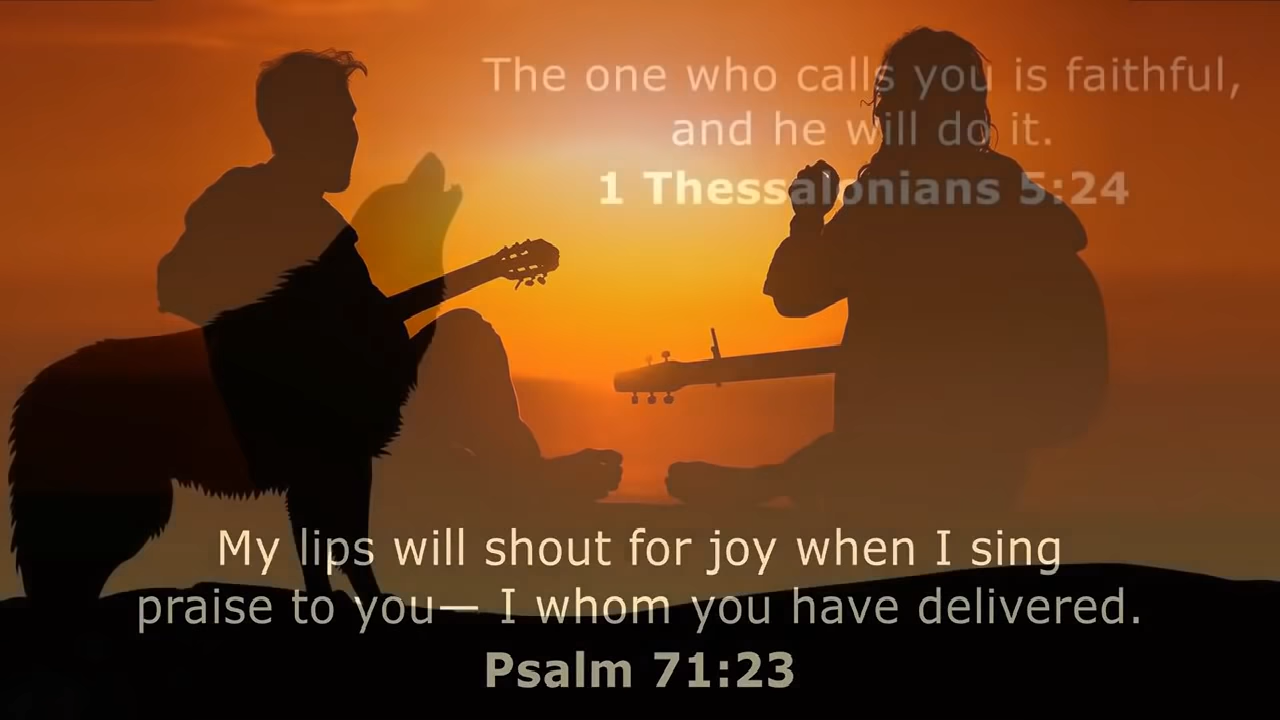 The one who calls you is faithful,
and he will do it.
1 Thessalonians 5:24
My lips will shout for joy when I sing
praise to you— I whom you have delivered.
Psalm 71:23